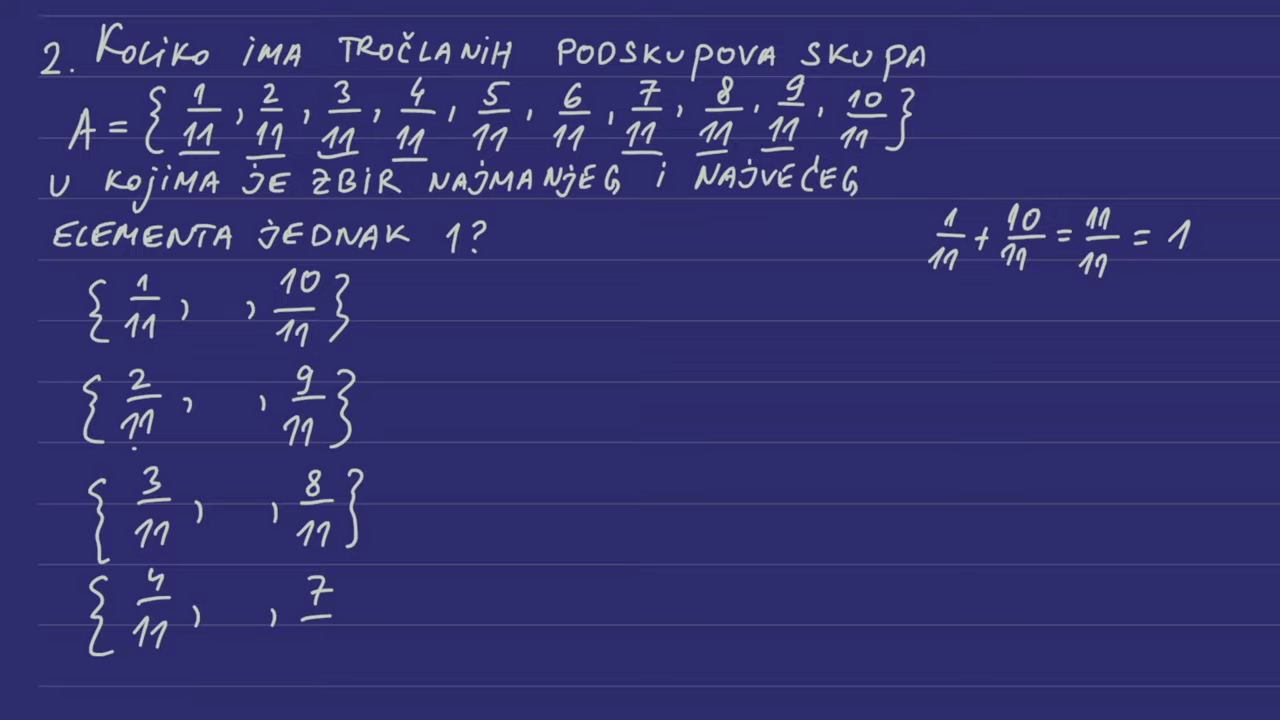 2. KOLIKO IMA TROČLANIH PODSKUPOVA SKUPA
A = { 1/11, 2/11, 3/11, 4/11, 5/11, 6/11, 7/11, 8/11, 9/11, 10/11 }
U KOJIMA JE ZBIR NAJMANJEG I NAJVEĆEG
ELEMENTA JEDNAK 1?
1/11 + 10/11 = 11/11 = 1
{ 1/11, , 10/11 }
{ 2/11, , 9/11 }
{ 3/11, , 8/11 }
{ 4/11, , 7/